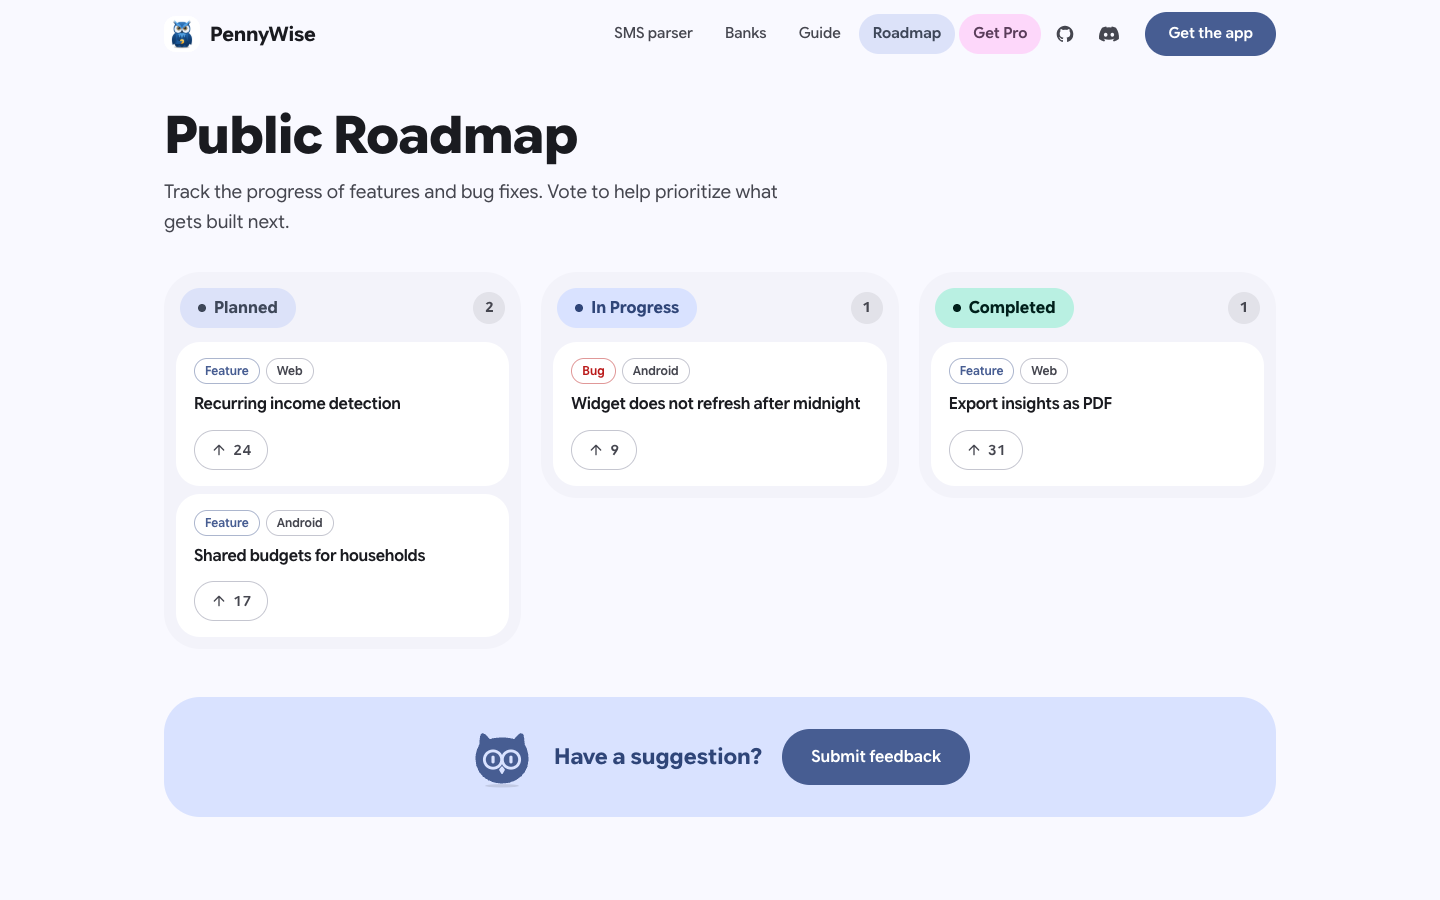 PennyWise
SMS parser
Banks
Guide
Roadmap
Get Pro
Get the app
Public Roadmap
Track the progress of features and bug fixes. Vote to help prioritize what
gets built next.
Planned
2
Feature
Web
Recurring income detection
24
Feature
Android
Shared budgets for households
17
In Progress
1
Bug
Android
Widget does not refresh after midnight
9
Completed
1
Feature
Web
Export insights as PDF
31
Have a suggestion?
Submit feedback